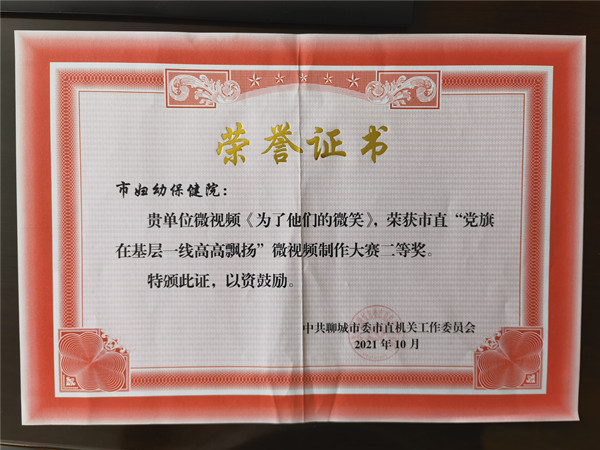 荣誉证书
市妇幼保健院：
贵单位微视频《为了他们的微笑》，荣获市直“党旗
在基层一线高高飘扬”微视频制作大赛二等奖。
特颁此证，以资鼓励。
中共聊城市委市直机关工作委员会
2021年10月